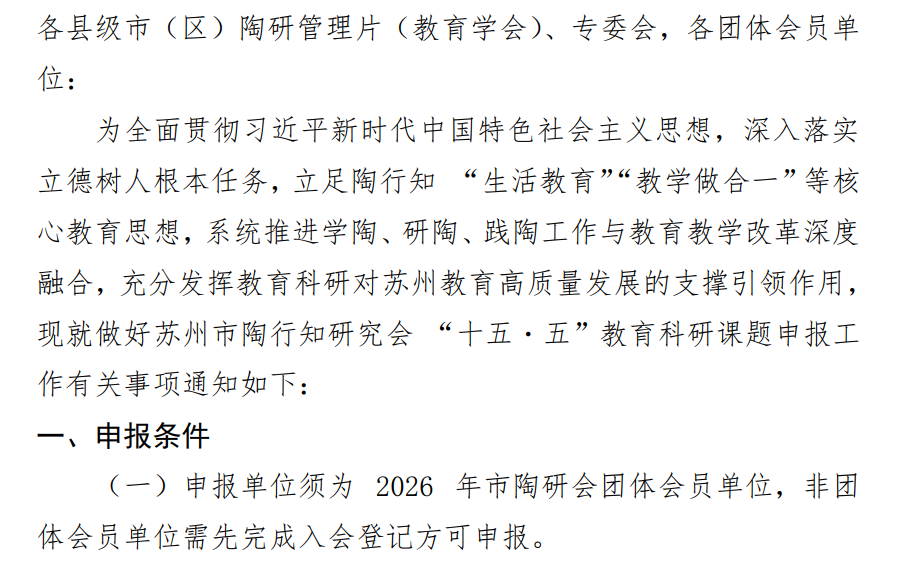 各县级市（区）陶研管理片（教育学会）、专委会，各团体会员单
位：
为全面贯彻习近平新时代中国特色社会主义思想，深入落实
立德树人根本任务，立足陶行知 “生活教育”“教学做合一”等核
心教育思想，系统推进学陶、研陶、践陶工作与教育教学改革深度
融合，充分发挥教育科研对苏州教育高质量发展的支撑引领作用，
现就做好苏州市陶行知研究会 “十五·五”教育科研课题申报工
作有关事项通知如下：
一、申报条件
（一）申报单位须为 2026 年市陶研会团体会员单位，非团
体会员单位需先完成入会登记方可申报。